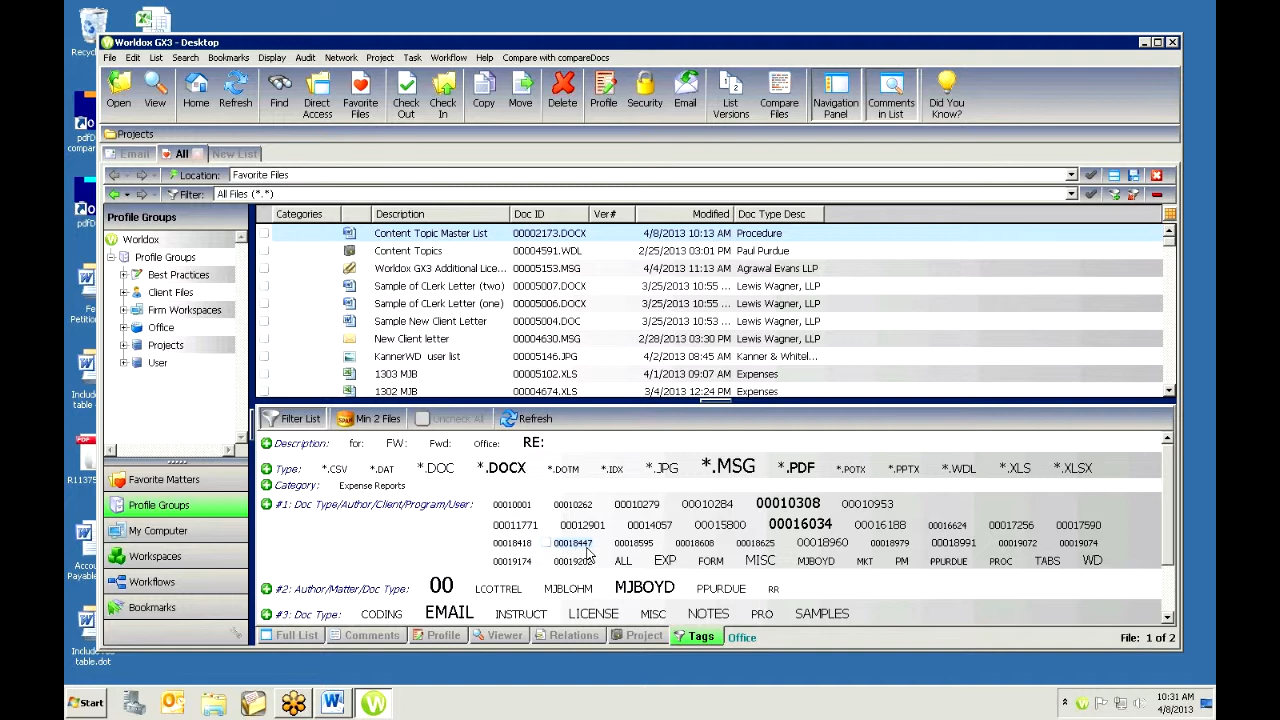 Worldox GX3 - Desktop
File Edit List Search Bookmarks Display Audit Network Project Task Workflow Help Compare with compareDocs
Open View Home Refresh Find Direct Access Favorite Files Check Out Check In Copy Move Delete Profile Security Email List Versions Compare Files Navigation Panel Comments in List Did You Know?
Projects
Email All New List
Location: Favorite Files
Filter: All Files (*.*)
Profile Groups
Worldox
Profile Groups
Best Practices
Client Files
Firm Workspaces
Office
Projects
User
Favorite Matters
Profile Groups
My Computer
Workspaces
Workflows
Bookmarks
Categories Description Doc ID Ver# Modified Doc Type Desc
Content Topic Master List 00002173.DOCX 4/8/2013 10:13 AM Procedure
Content Topics 00004591.WDL 2/25/2013 03:01 PM Paul Purdue
Worldox GX3 Additional Lice... 00005153.MSG 4/4/2013 11:13 AM Agrawal Evans LLP
Sample of CLerk Letter (two) 00005007.DOCX 3/25/2013 10:55 ... Lewis Wagner, LLP
Sample of CLerk Letter (one) 00005006.DOCX 3/25/2013 10:55 ... Lewis Wagner, LLP
Sample New Client Letter 00005004.DOC 3/25/2013 10:53 ... Lewis Wagner, LLP
New Client letter 00004630.MSG 2/28/2013 03:30 PM Lewis Wagner, LLP
KannerWD user list 00005146.JPG 4/2/2013 08:45 AM Kanner & Whitel...
1303 MJB 00005102.XLS 4/1/2013 09:07 AM Expenses
1302 MJB 00004674.XLS 3/4/2013 12:24 PM Expenses
Filter List Min 2 Files Uncheck All Refresh
Description: for: FW: Fwd: Office: RE:
Type: *.CSV *.DAT *.DOC *.DOCX *.DOTM *.IDX *.JPG *.MSG *.PDF *.POTX *.PPTX *.WDL *.XLS *.XLSX
Category: Expense Reports
#1: Doc Type/Author/Client/Program/User: 00010001 00010262 00010279 00010284 00010308 00010953
00011771 00012901 00014057 00015800 00016034 00016188 00016624 00017256 00017590
00018418 00018447 00018595 00018608 00018625 00018960 00018979 00018991 00019072 00019074
00019174 ALL EXP FORM MISC MJBOYD MKT PM PPURDUE PROC TABS WD
#2: Author/Matter/Doc Type: 00 LCOTTREL MJBLOHM MJBOYD PPURDUE RR
#3: Doc Type: CODING EMAIL INSTRUCT LICENSE MISC NOTES PRO SAMPLES
Full List Comments Profile Viewer Relations Project Tags Office
File: 1 of 2
Start
10:31 AM
4/8/2013